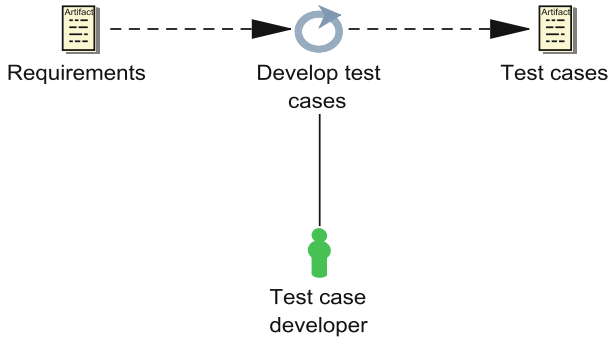 Artifact
Artifact
Requirements
Develop test
cases
Test cases
Test case
developer